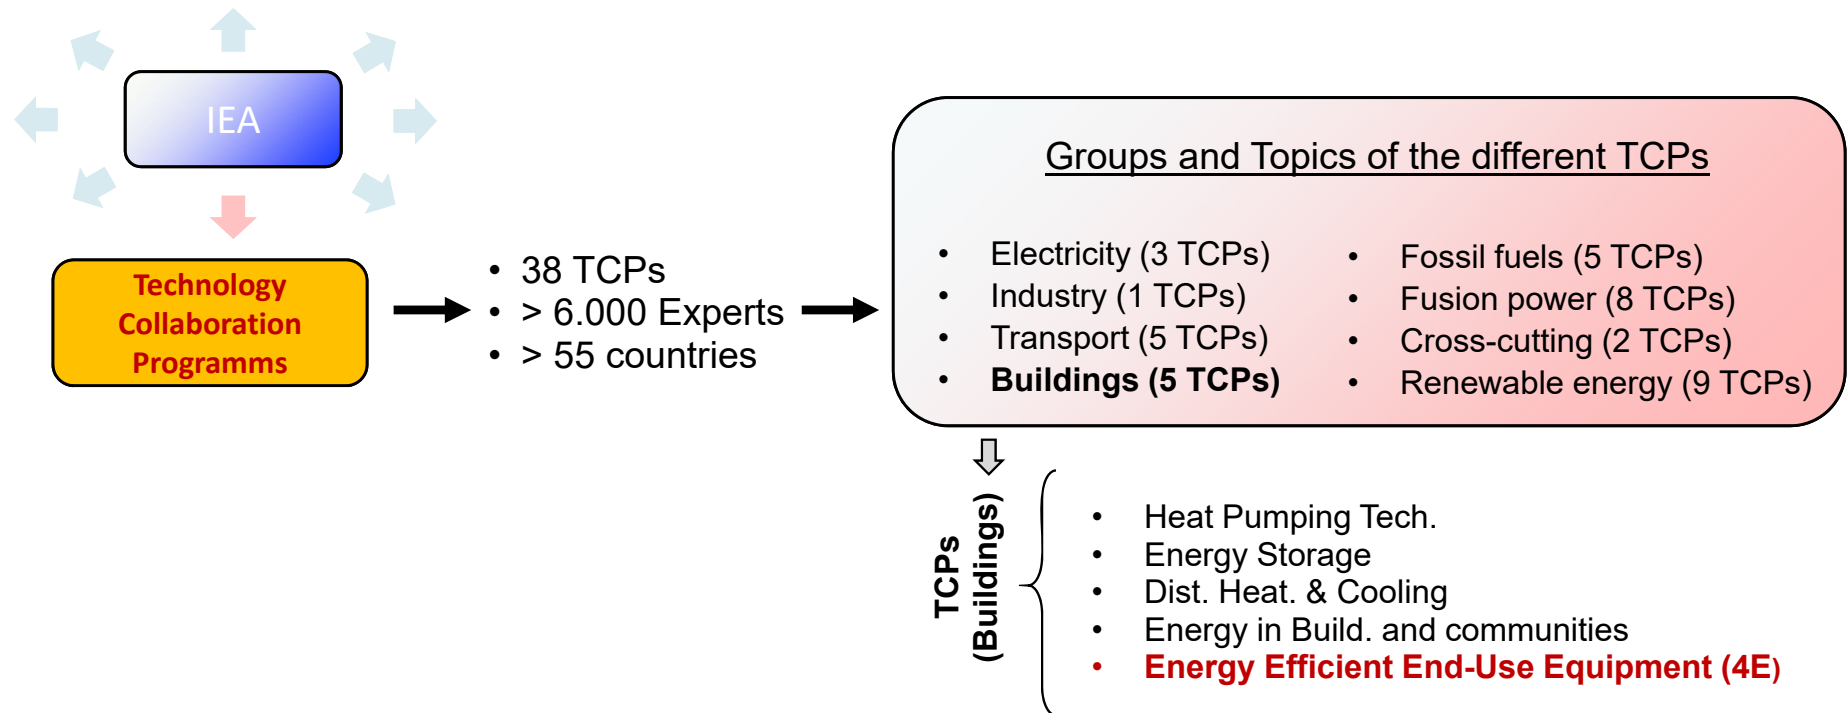 IEA
Technology
Collaboration
Programms
• 38 TCPs
• > 6.000 Experts
• > 55 countries
Groups and Topics of the different TCPs
• Electricity (3 TCPs)
• Industry (1 TCPs)
• Transport (5 TCPs)
• Buildings (5 TCPs)
• Fossil fuels (5 TCPs)
• Fusion power (8 TCPs)
• Cross-cutting (2 TCPs)
• Renewable energy (9 TCPs)
TCPs
(Buildings)
• Heat Pumping Tech.
• Energy Storage
• Dist. Heat. & Cooling
• Energy in Build. and communities
• Energy Efficient End-Use Equipment (4E)